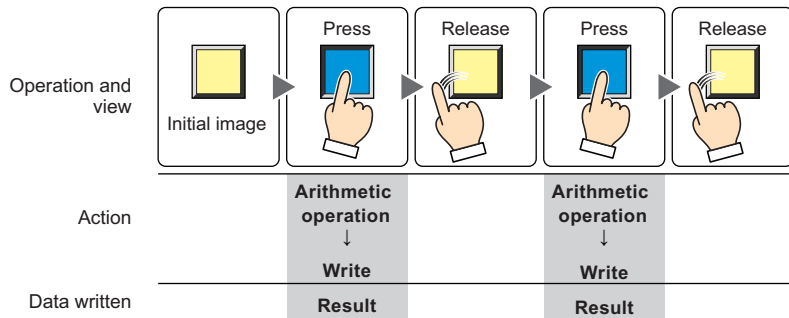 Press
Release
Press
Release
Operation and
view
Initial image
Action
Arithmetic
operation
↓
Write
Arithmetic
operation
↓
Write
Data written
Result
Result